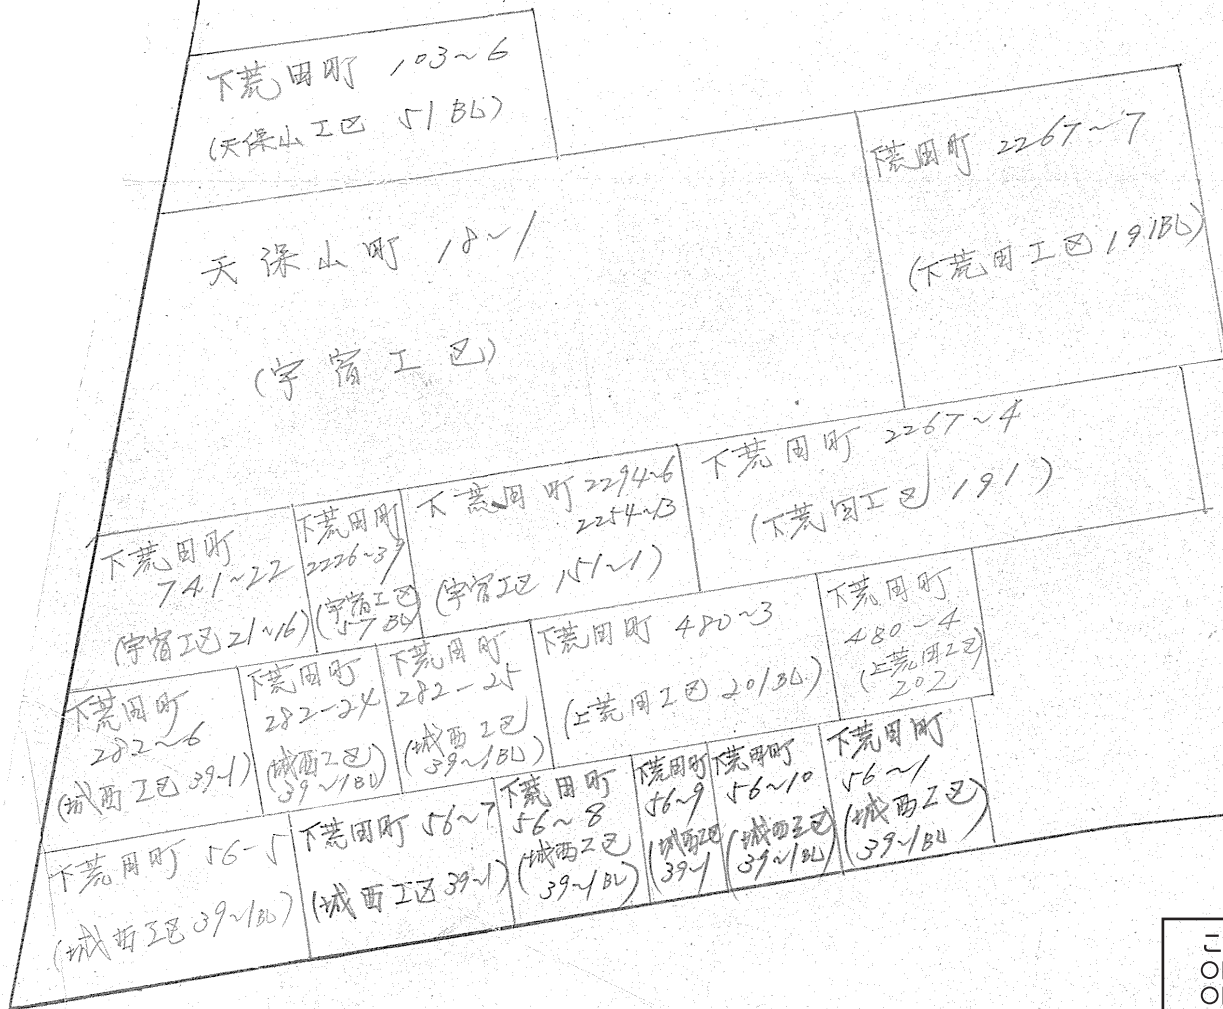 下荒田町 103~6
(天保山工区 51BL)
下荒田町 2267~7
(下荒田工区 191BL)
天保山町 18~1
(宇宿工区)
下荒田町 2267~4
(下荒田工区 191)
下荒田町 2294~6
2254~13
(宇宿工区 151~1)
下荒田町
2226~39
(宇宿工区
57BL)
下荒田町
741~22
(宇宿工区21~16)
下荒田町
282~6
(城西工区 39~1)
下荒田町
282-24
(城西工区)
39~1BL)
下荒田町
282-25
(城西工区
39~1BL)
下荒田町 480~3
(上荒田工区 201BL)
下荒田町
480-4
(上荒田工区)
202
下荒田町 56-5
(城西工区 39~1BL)
下荒田町 56~7
(城西工区 39~1)
下荒田町
56~8
(城西工区
39~1BL)
下荒田町
56~9
(城西工区
39~1
下荒田町
56~10
(城西工区
39~1BL)
下荒田町
56~1
(城西工区)
39~1BL